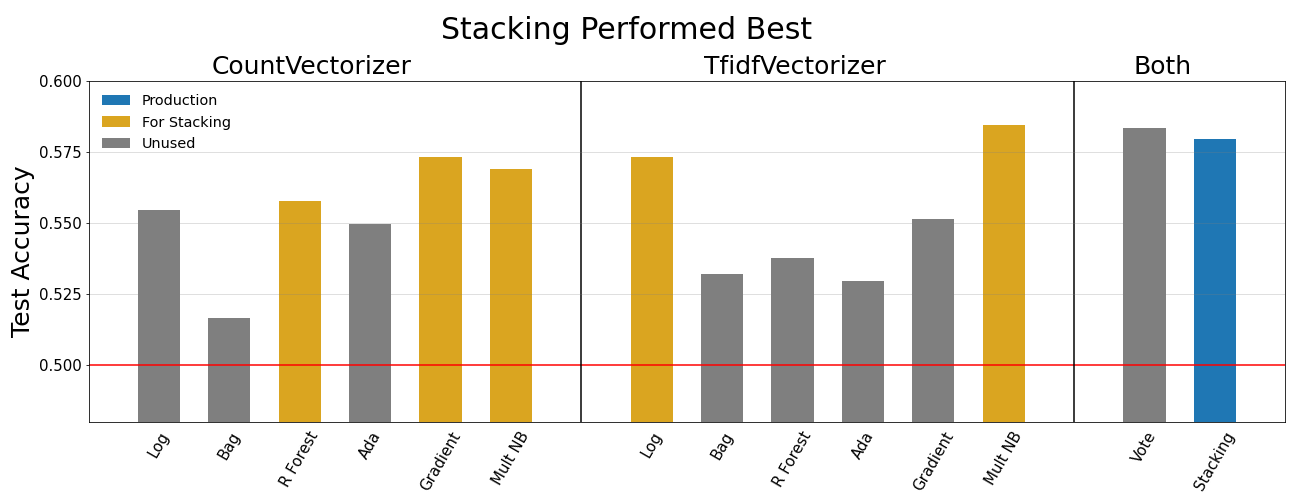 Stacking Performed Best
CountVectorizer
TfidfVectorizer
Both
Production
For Stacking
Unused
Test Accuracy
0.600
0.575
0.550
0.525
0.500
Log
Bag
R Forest
Ada
Gradient
Mult NB
Log
Bag
R Forest
Ada
Gradient
Mult NB
Vote
Stacking